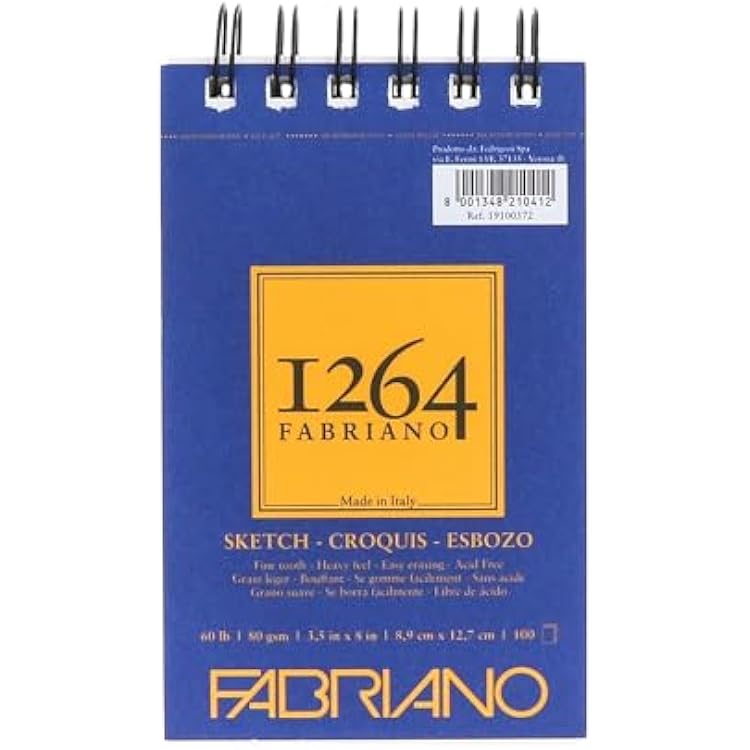 Prodotto da: Fedrigoni Spa
via E. Fermi 13/F, 37135 - Verona (I)
8 001348 210412
Ref. 19100372
1264
FABRIANO
Made in Italy
SKETCH - CROQUIS - ESBOZO
Fine tooth - Heavy feel - Easy erasing - Acid Free
Grain léger - Bouffant - Se gomme facilement - Sans acide
Grano suave - Se borra fácilmente - Libre de ácido
60 lb | 80 gsm | 3,5 in x 5 in | 8,9 cm x 12,7 cm | 100
FABRIANO